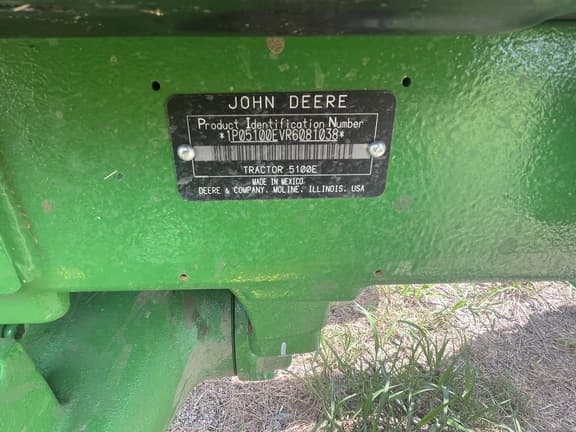 JOHN DEERE
Product Identification Number
*1P05100EVR6081038*
TRACTOR 5100E
MADE IN MEXICO
DEERE & COMPANY, MOLINE, ILLINOIS, USA